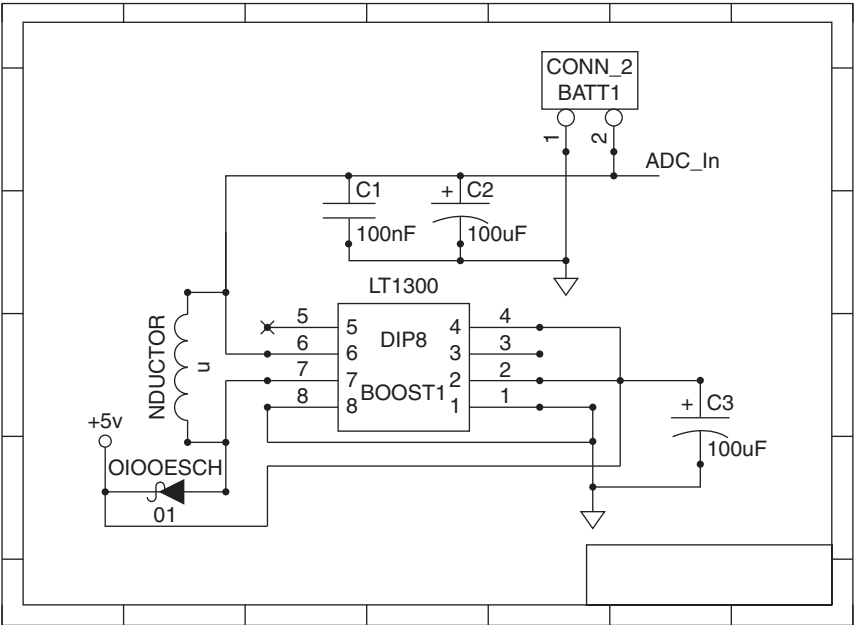 CONN_2
BATT1
1
2
ADC_In
C1
+ C2
100nF
100uF
LT1300
5
5
4
4
DIP8
6
6
3
3
7
7
2
2
BOOST1
8
8
1
1
NDUCTOR
u
+ C3
100uF
+5v
OIOOESCH
01